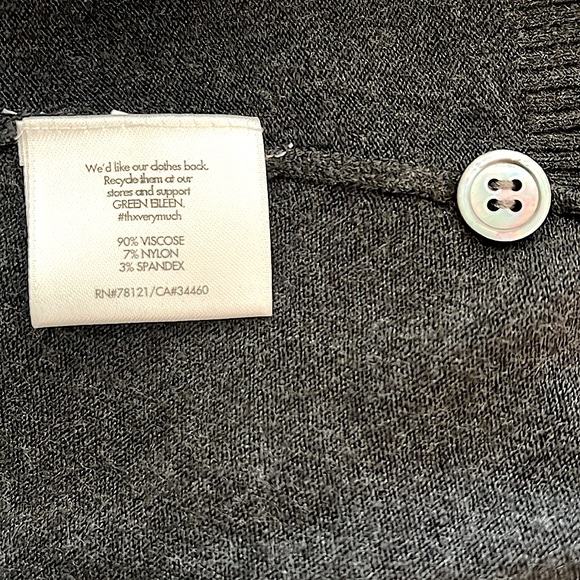 We'd like our clothes back.
Recycle them at our
stores and support
GREEN EILEEN.
#thxverymuch
90% VISCOSE
7% NYLON
3% SPANDEX
RN#78121/CA#34460